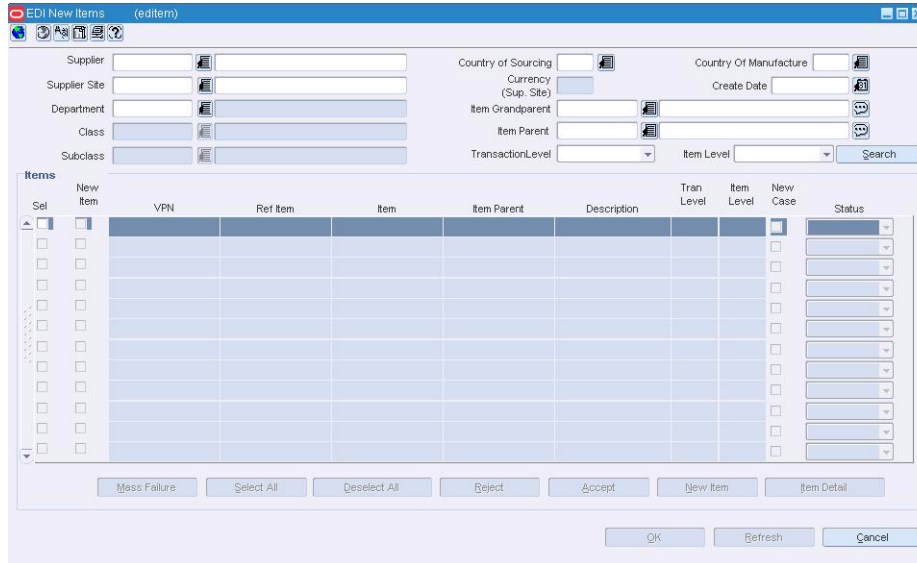 EDI New Items (editem)
Supplier Country of Sourcing Country Of Manufacture
Supplier Site Currency (Sup. Site) Create Date 31
Department Item Grandparent
Class Item Parent
Subclass TransactionLevel Item Level Search
Items
Sel New Item VPN Ref Item Item Item Parent Description Tran Level Item Level New Case Status
Mass Failure Select All Deselect All Reject Accept New Item Item Detail
OK Refresh Cancel